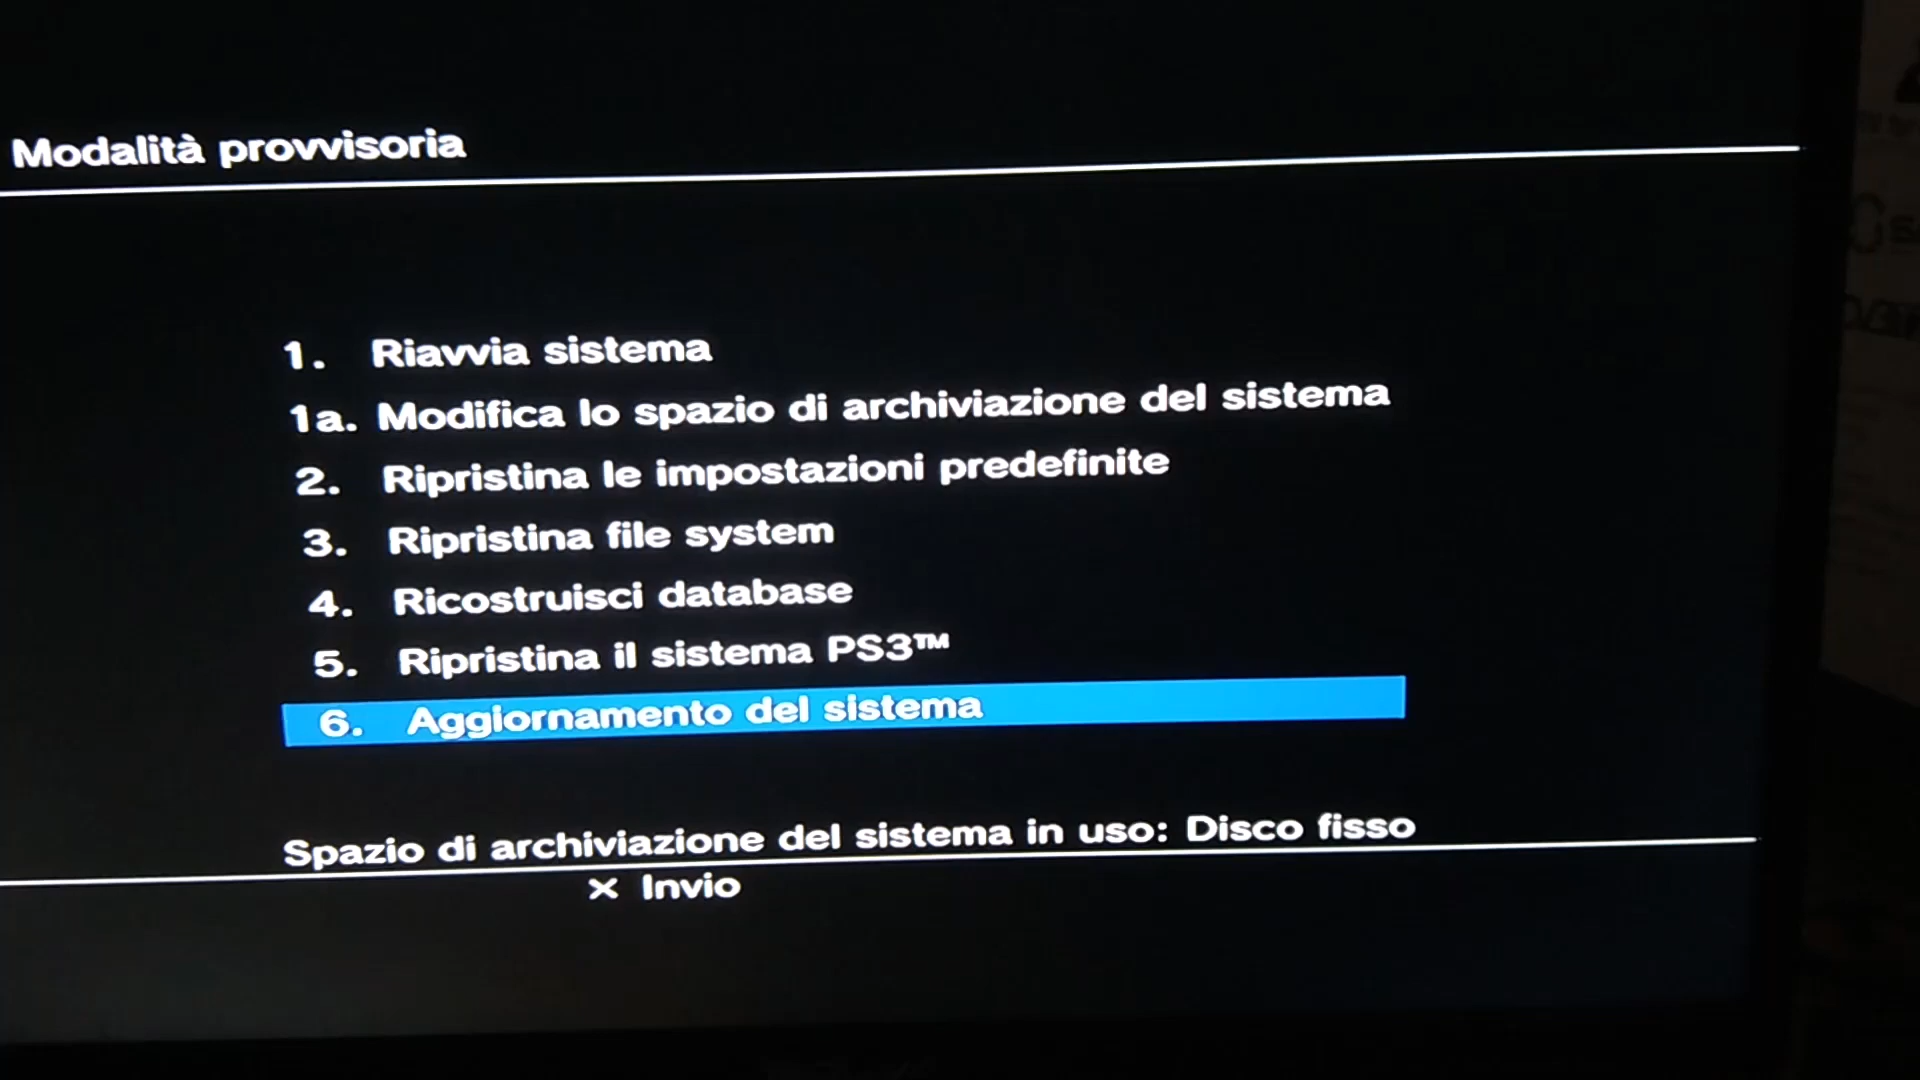 Modalità provvisoria
1. Riavvia sistema
1a. Modifica lo spazio di archiviazione del sistema
2. Ripristina le impostazioni predefinite
3. Ripristina file system
4. Ricostruisci database
5. Ripristina il sistema PS3™
6. Aggiornamento del sistema
Spazio di archiviazione del sistema in uso: Disco fisso
× Invio